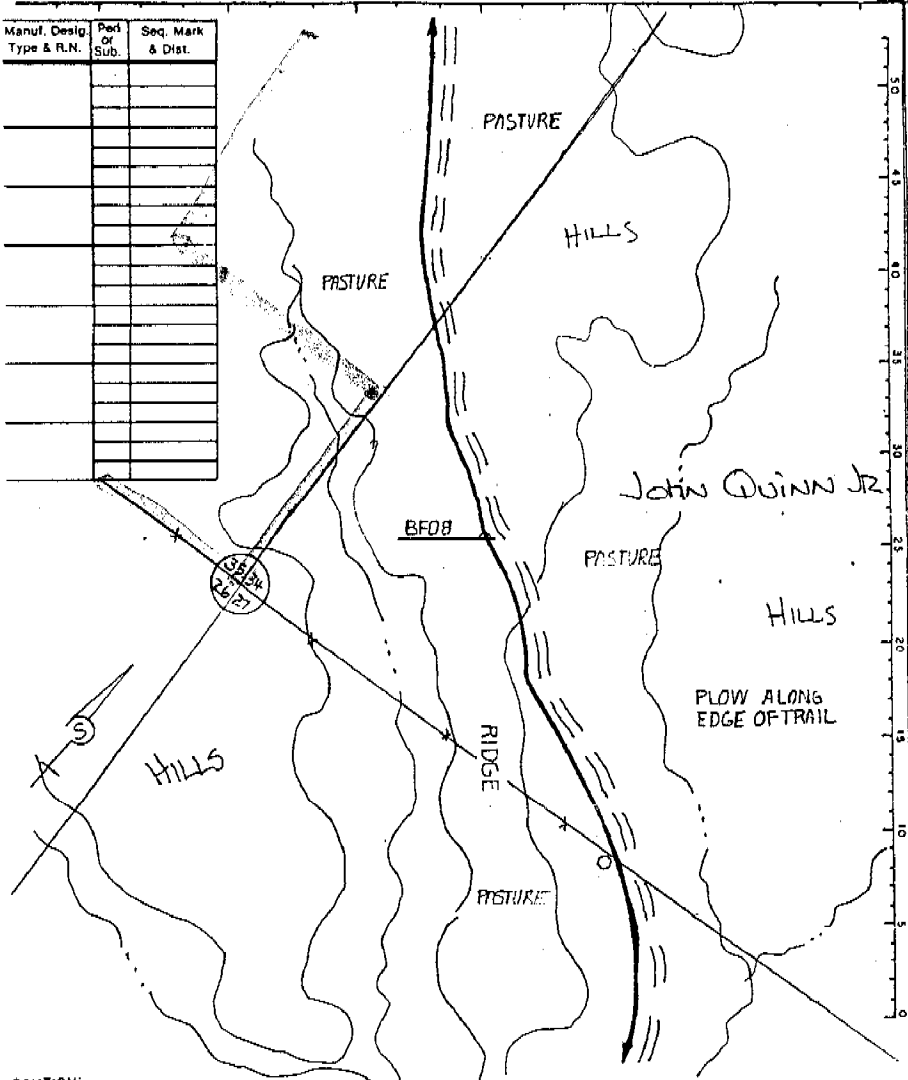 Manuf. Desig. Type & R.N.
Ped or Sub.
Seq. Mark & Dist.
PASTURE
50
45
HILLS
PASTURE
40
35
30
JOHN QUINN JR.
BF08
25
PASTURE
35 34
26 27
HILLS
20
PLOW ALONG
EDGE OF TRAIL
S
15
HILLS
RIDGE
10
PASTURE
5
0